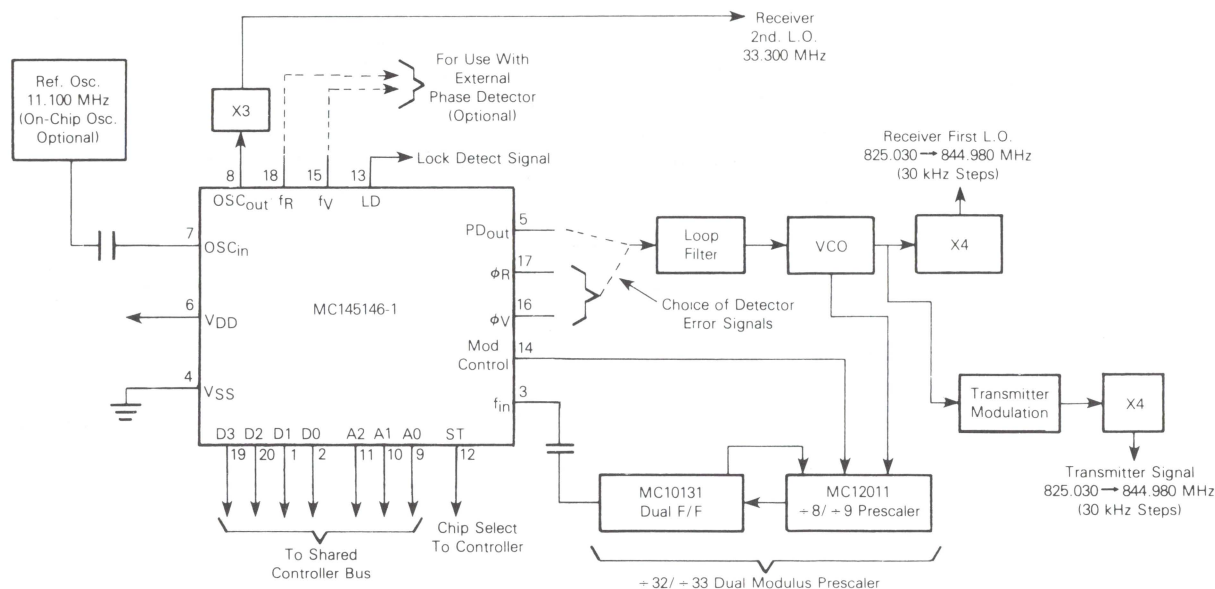 Receiver
2nd. L.O.
33.300 MHz
For Use With
External
Phase Detector
(Optional)
Ref. Osc.
11.100 MHz
(On-Chip Osc.
Optional)
X3
Receiver First L.O.
825.030 → 844.980 MHz
(30 kHz Steps)
Lock Detect Signal
8
18
15
13
OSCout
fR
fV
LD
7
OSCin
5
PDout
Loop
Filter
VCO
X4
17
ϕR
MC145146-1
6
VDD
16
ϕV
Choice of Detector
Error Signals
Mod
Control
14
4
VSS
3
fin
Transmitter
Modulation
X4
D3
D2
D1
D0
A2
A1
A0
ST
19
20
1
2
11
10
9
12
Transmitter Signal
825.030 → 844.980 MHz
(30 kHz Steps)
MC10131
Dual F/F
MC12011
÷8/÷9 Prescaler
Chip Select
To Controller
To Shared
Controller Bus
÷32/÷33 Dual Modulus Prescaler